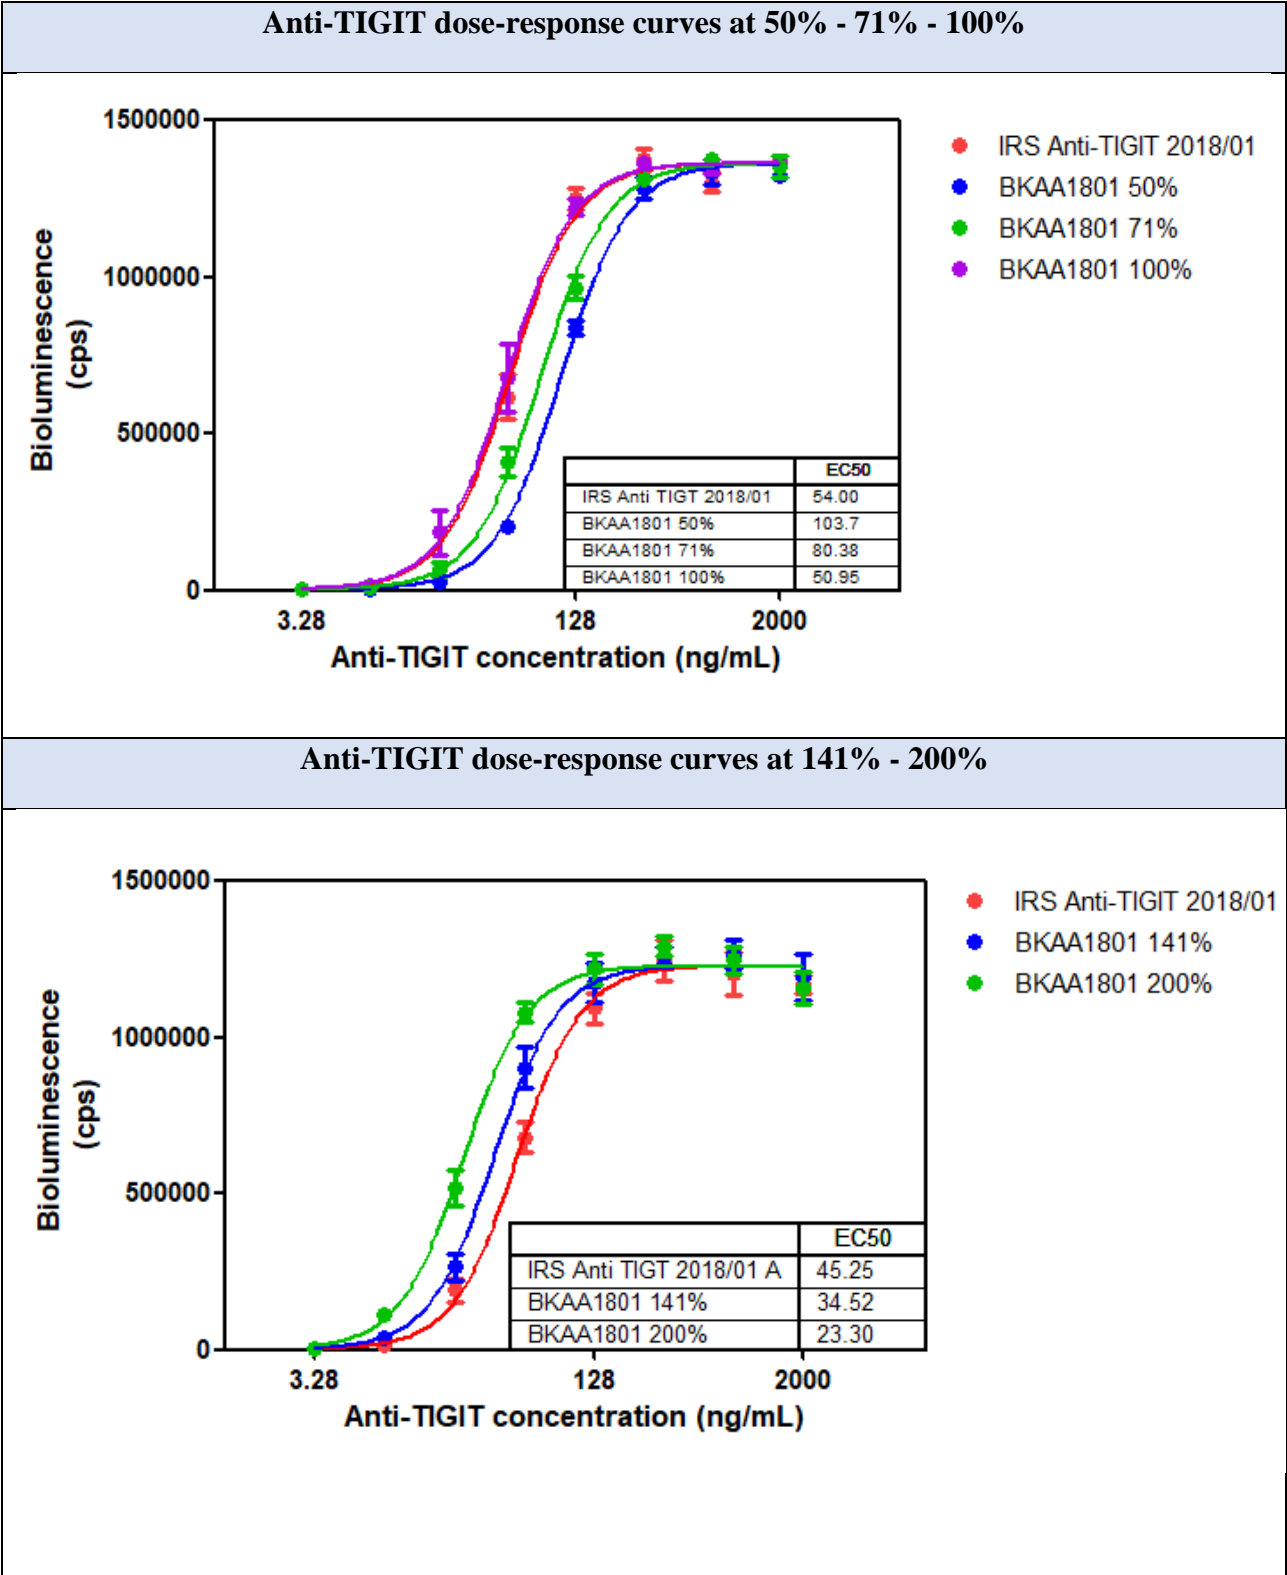 Anti-TIGIT dose-response curves at 50% - 71% - 100%
1500000
1000000
500000
0
Bioluminescence
(cps)
3.28
128
2000
Anti-TIGIT concentration (ng/mL)
IRS Anti-TIGIT 2018/01
BKAA1801 50%
BKAA1801 71%
BKAA1801 100%
EC50
IRS Anti TIGT 2018/01 54.00
BKAA1801 50% 103.7
BKAA1801 71% 80.38
BKAA1801 100% 50.95
Anti-TIGIT dose-response curves at 141% - 200%
1500000
1000000
500000
0
Bioluminescence
(cps)
3.28
128
2000
Anti-TIGIT concentration (ng/mL)
IRS Anti-TIGIT 2018/01
BKAA1801 141%
BKAA1801 200%
EC50
IRS Anti TIGT 2018/01 A 45.25
BKAA1801 141% 34.52
BKAA1801 200% 23.30